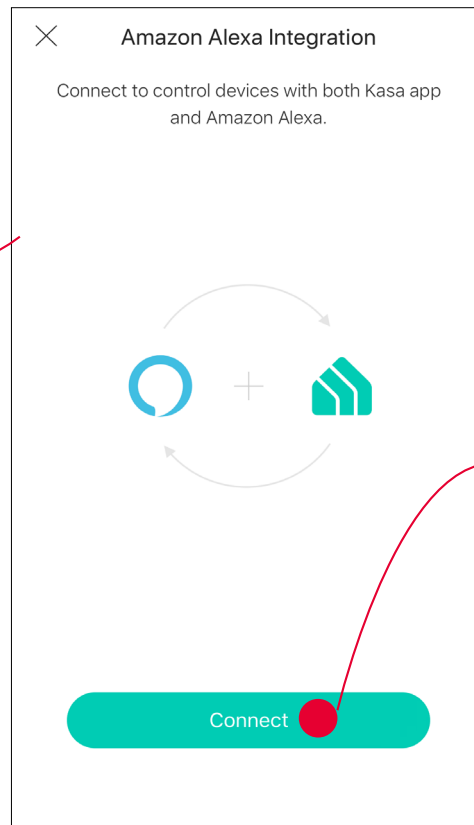 Amazon Alexa Integration
Connect to control devices with both Kasa app
and Amazon Alexa.
Connect